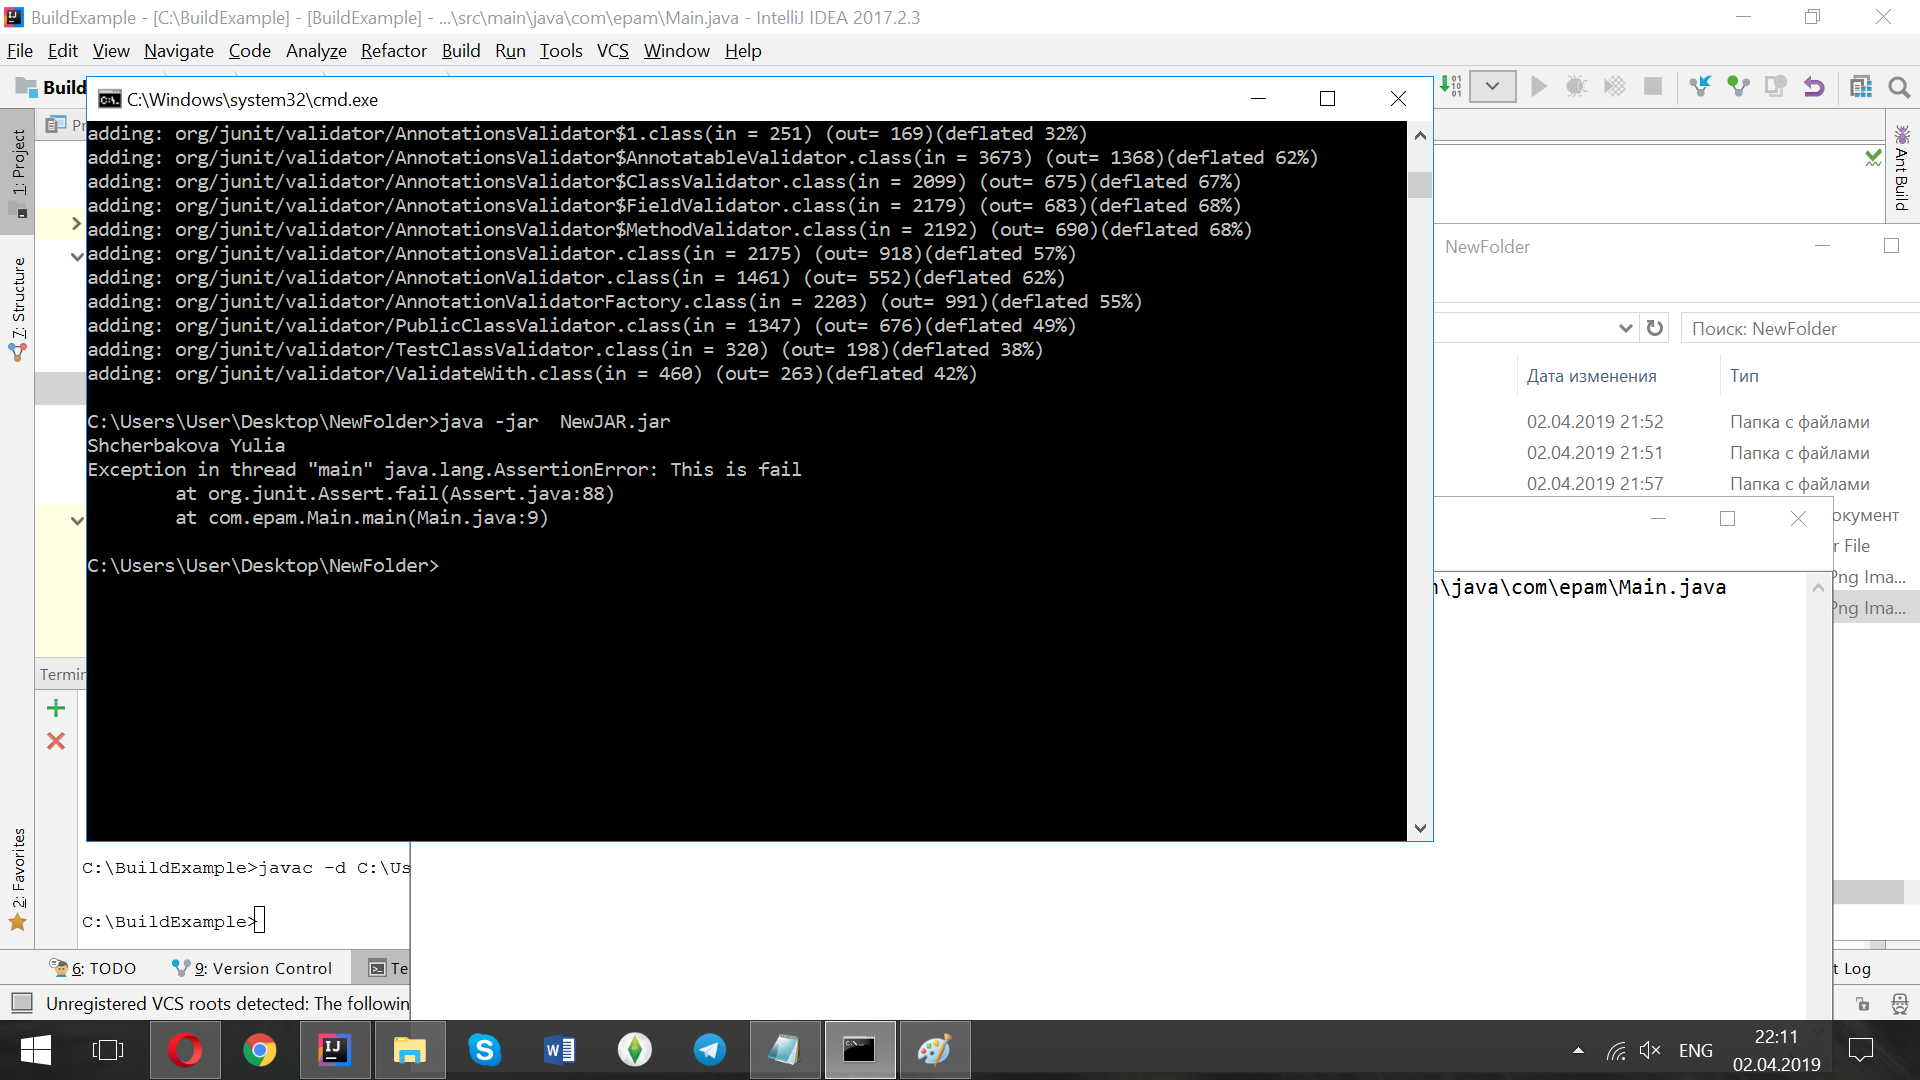 BuildExample - [C:\BuildExample] - [BuildExample] - ...\src\main\java\com\epam\Main.java - IntelliJ IDEA 2017.2.3
File Edit View Navigate Code Analyze Refactor Build Run Tools VCS Window Help
Build
C:\Windows\system32\cmd.exe
adding: org/junit/validator/AnnotationsValidator$1.class(in = 251) (out= 169)(deflated 32%)
adding: org/junit/validator/AnnotationsValidator$AnnotatableValidator.class(in = 3673) (out= 1368)(deflated 62%)
adding: org/junit/validator/AnnotationsValidator$ClassValidator.class(in = 2099) (out= 675)(deflated 67%)
adding: org/junit/validator/AnnotationsValidator$FieldValidator.class(in = 2179) (out= 683)(deflated 68%)
adding: org/junit/validator/AnnotationsValidator$MethodValidator.class(in = 2192) (out= 690)(deflated 68%)
adding: org/junit/validator/AnnotationsValidator.class(in = 2175) (out= 918)(deflated 57%)
adding: org/junit/validator/AnnotationValidator.class(in = 1461) (out= 552)(deflated 62%)
adding: org/junit/validator/AnnotationValidatorFactory.class(in = 2203) (out= 991)(deflated 55%)
adding: org/junit/validator/PublicClassValidator.class(in = 1347) (out= 676)(deflated 49%)
adding: org/junit/validator/TestClassValidator.class(in = 320) (out= 198)(deflated 38%)
adding: org/junit/validator/ValidateWith.class(in = 460) (out= 263)(deflated 42%)
C:\Users\User\Desktop\NewFolder>java -jar  NewJAR.jar
Shcherbakova Yulia
Exception in thread "main" java.lang.AssertionError: This is fail
at org.junit.Assert.fail(Assert.java:88)
at com.epam.Main.main(Main.java:9)
C:\Users\User\Desktop\NewFolder>
1: Project
7: Structure
2: Favorites
Pr
Termin
Ant Build
NewFolder
Поиск: NewFolder
Дата изменения Тип
02.04.2019 21:52 Папка с файлами
02.04.2019 21:51 Папка с файлами
02.04.2019 21:57 Папка с файлами
окумент
r File
Png Ima...
Png Ima...
n\java\com\epam\Main.java
C:\BuildExample>javac -d C:\Us
C:\BuildExample>
6: TODO 9: Version Control Te
t Log
Unregistered VCS roots detected: The followin
ENG
22:11
02.04.2019